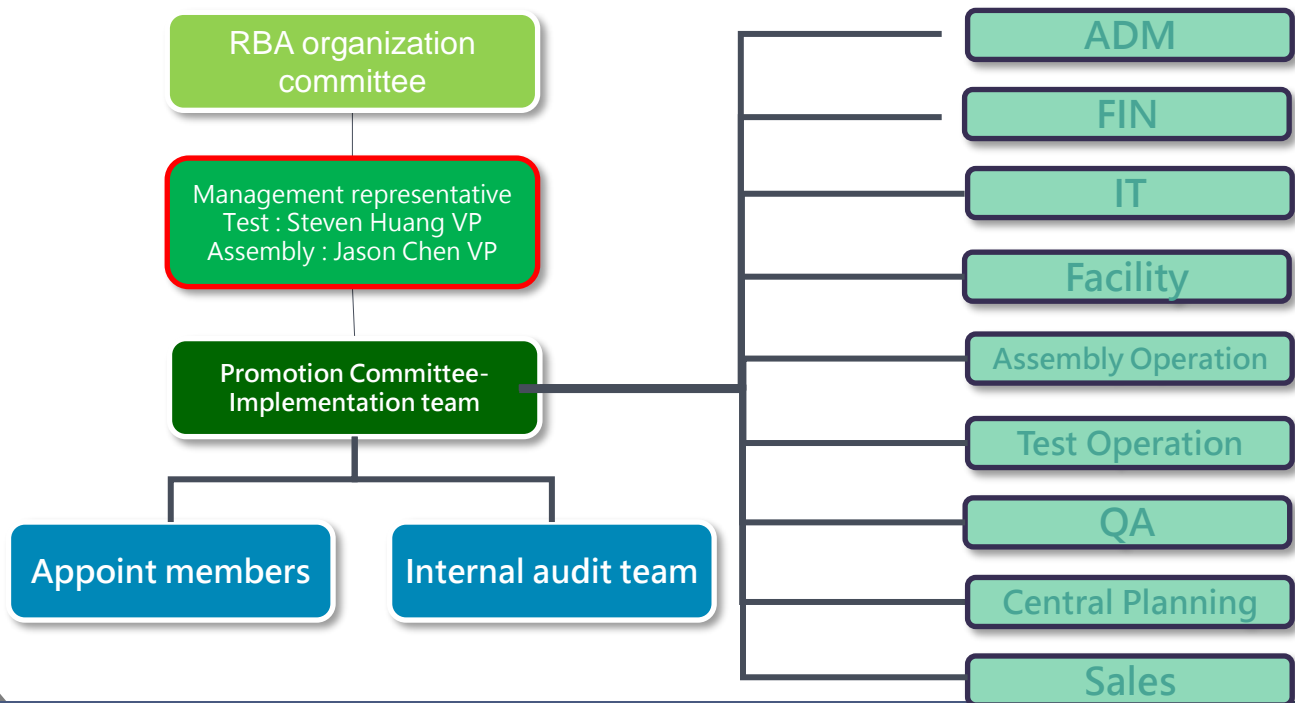 RBA organization
committee
Management representative
Test : Steven Huang VP
Assembly : Jason Chen VP
Promotion Committee-
Implementation team
Appoint members
Internal audit team
ADM
FIN
IT
Facility
Assembly Operation
Test Operation
QA
Central Planning
Sales